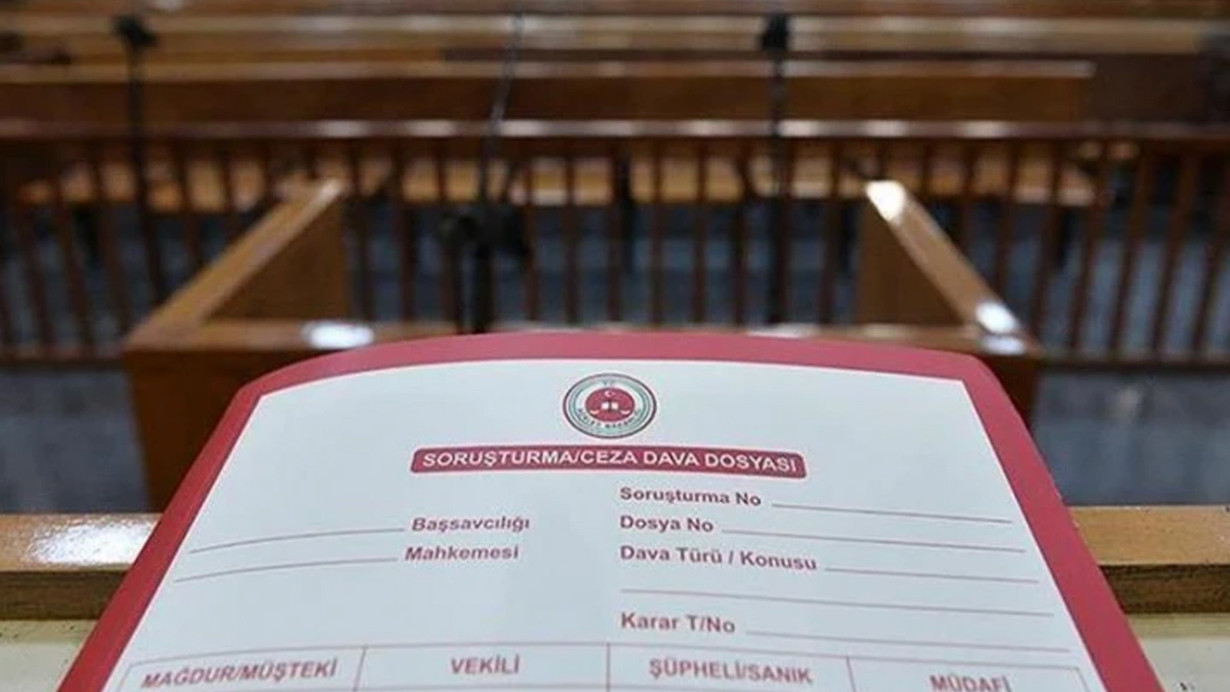 SORUŞTURMA/CEZA DAVA DOSYASI
Soruşturma No
Başsavcılığı
Dosya No
Mahkemesi
Dava Türü / Konusu
Karar T/No
MAĞDUR/MÜŞTEKİ VEKİLİ ŞÜPHELİ/SANIK MÜDAFİ